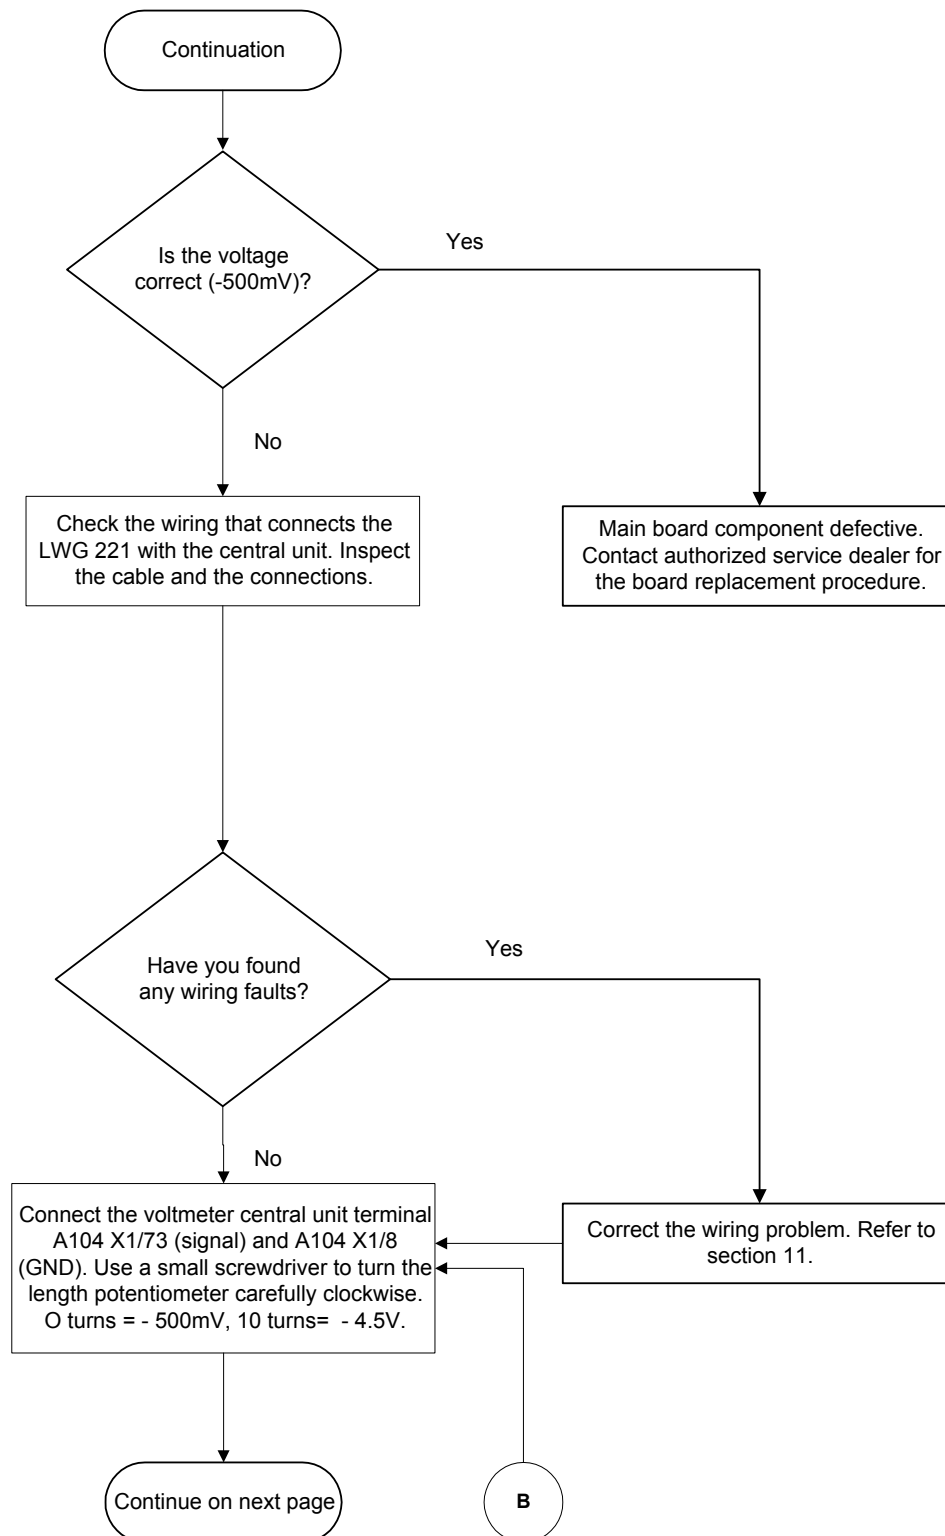 Continuation
Is the voltage
correct (-500mV)?
Yes
No
Check the wiring that connects the
LWG 221 with the central unit. Inspect
the cable and the connections.
Main board component defective.
Contact authorized service dealer for
the board replacement procedure.
Have you found
any wiring faults?
Yes
No
Connect the voltmeter central unit terminal
A104 X1/73 (signal) and A104 X1/8
(GND). Use a small screwdriver to turn the
length potentiometer carefully clockwise.
O turns = - 500mV, 10 turns= - 4.5V.
Correct the wiring problem. Refer to
section 11.
Continue on next page
B